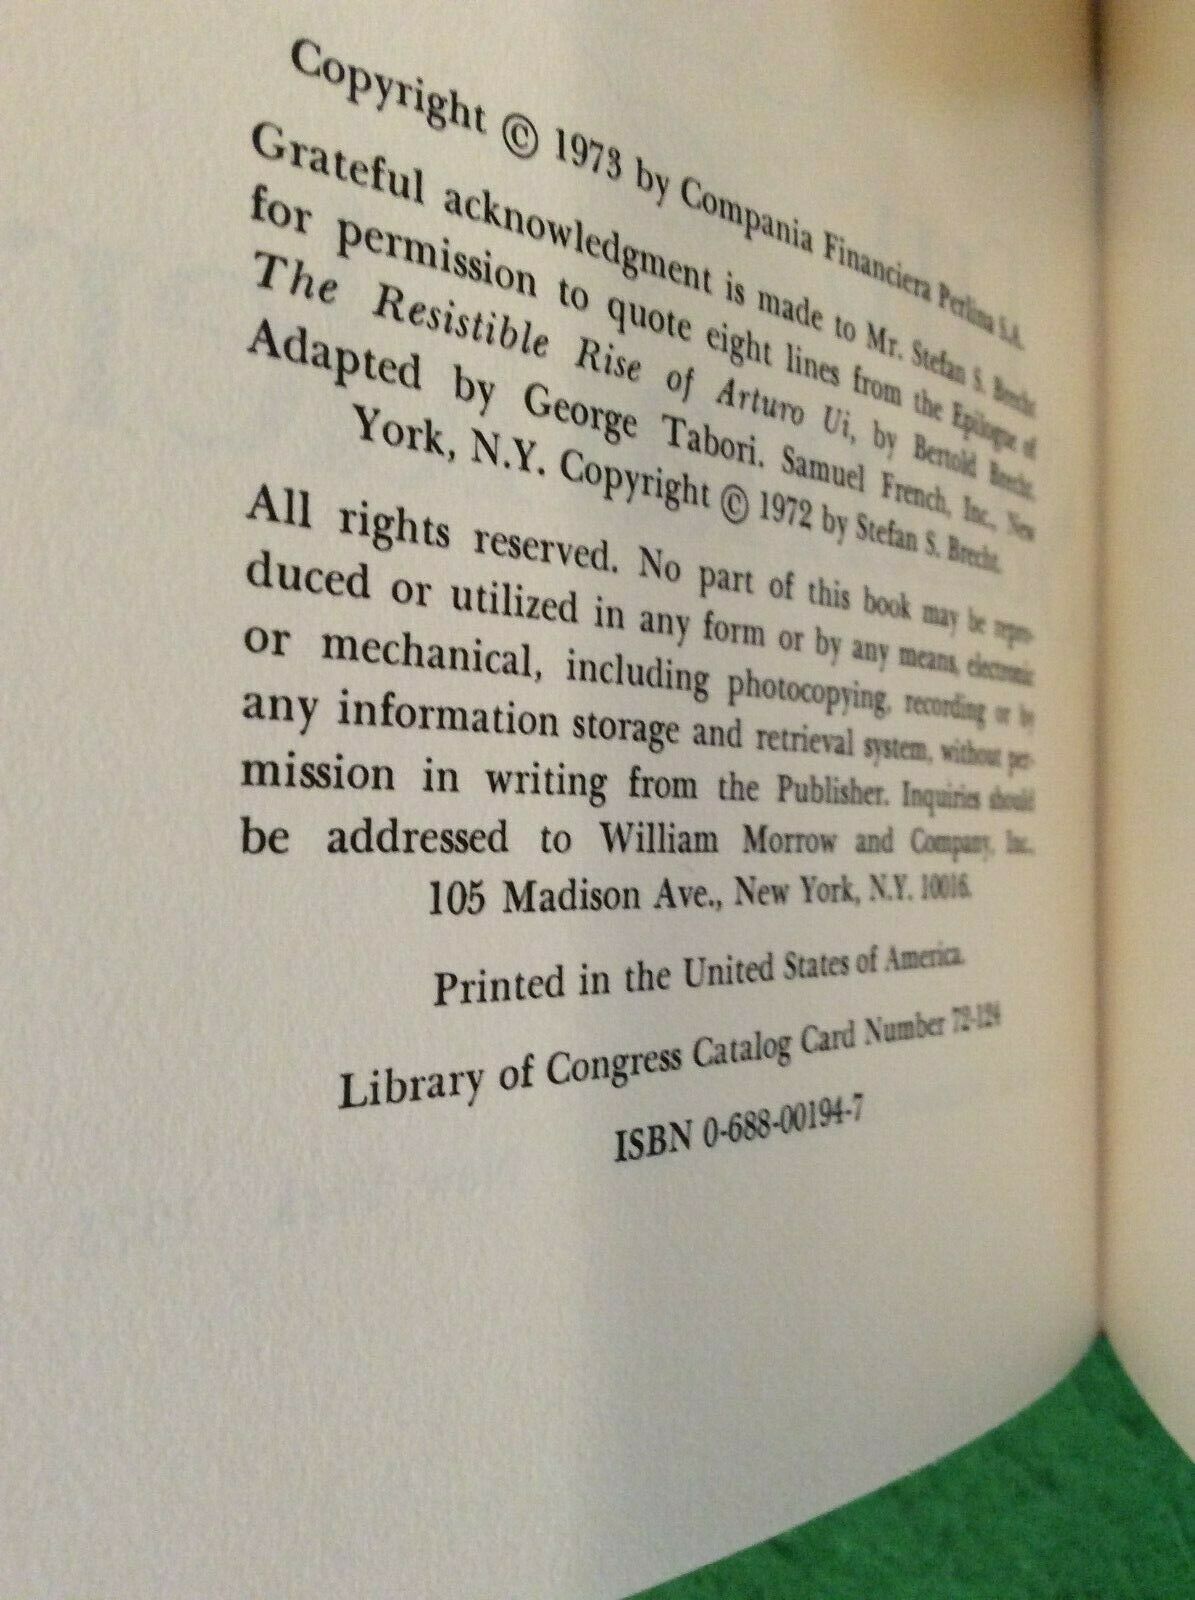 Copyright © 1973 by Compania Financiera Perlina S.A.
Grateful acknowledgment is made to Mr. Stefan S. Brecht
for permission to quote eight lines from the Epilogue of
The Resistible Rise of Arturo Ui, by Bertold Brecht.
Adapted by George Tabori. Samuel French, Inc., New
York, N.Y. Copyright © 1972 by Stefan S. Brecht.
All rights reserved. No part of this book may be repro-
duced or utilized in any form or by any means, electronic
or mechanical, including photocopying, recording or by
any information storage and retrieval system, without per-
mission in writing from the Publisher. Inquiries should
be addressed to William Morrow and Company, Inc.
105 Madison Ave., New York, N.Y. 10016.
Printed in the United States of America.
Library of Congress Catalog Card Number 72-124
ISBN 0-688-00194-7